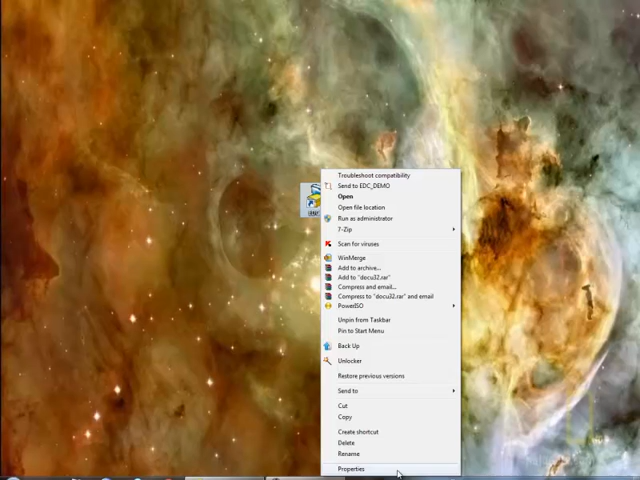 Troubleshoot compatibility
Send to EDC_DEMO
Open
Open file location
Run as administrator
7-Zip
Scan for viruses
WinMerge
Add to archive...
Add to "docu32.rar"
Compress and email...
Compress to "docu32.rar" and email
PowerISO
Unpin from Taskbar
Pin to Start Menu
Back Up
Unlocker
Restore previous versions
Send to
Cut
Copy
Create shortcut
Delete
Rename
Properties